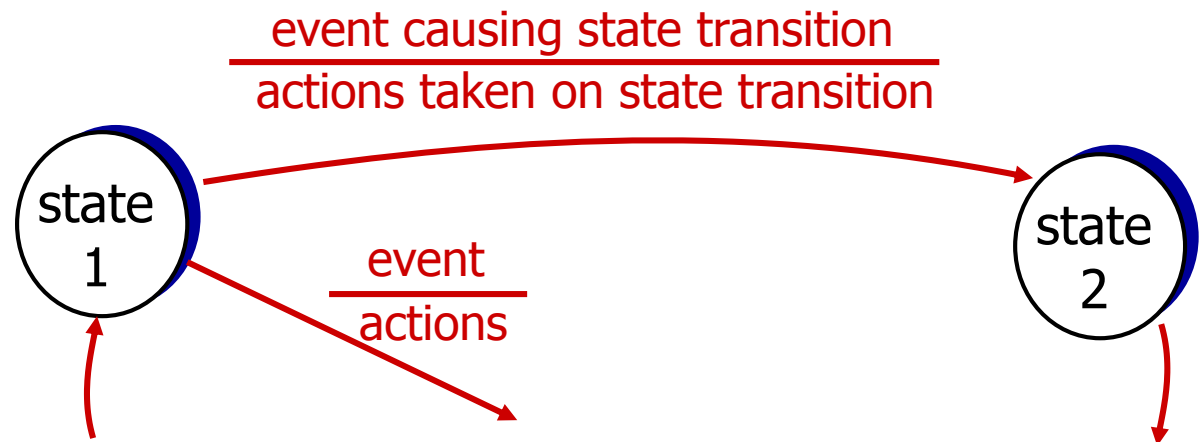 event causing state transition
actions taken on state transition
state
1
state
2
event
actions